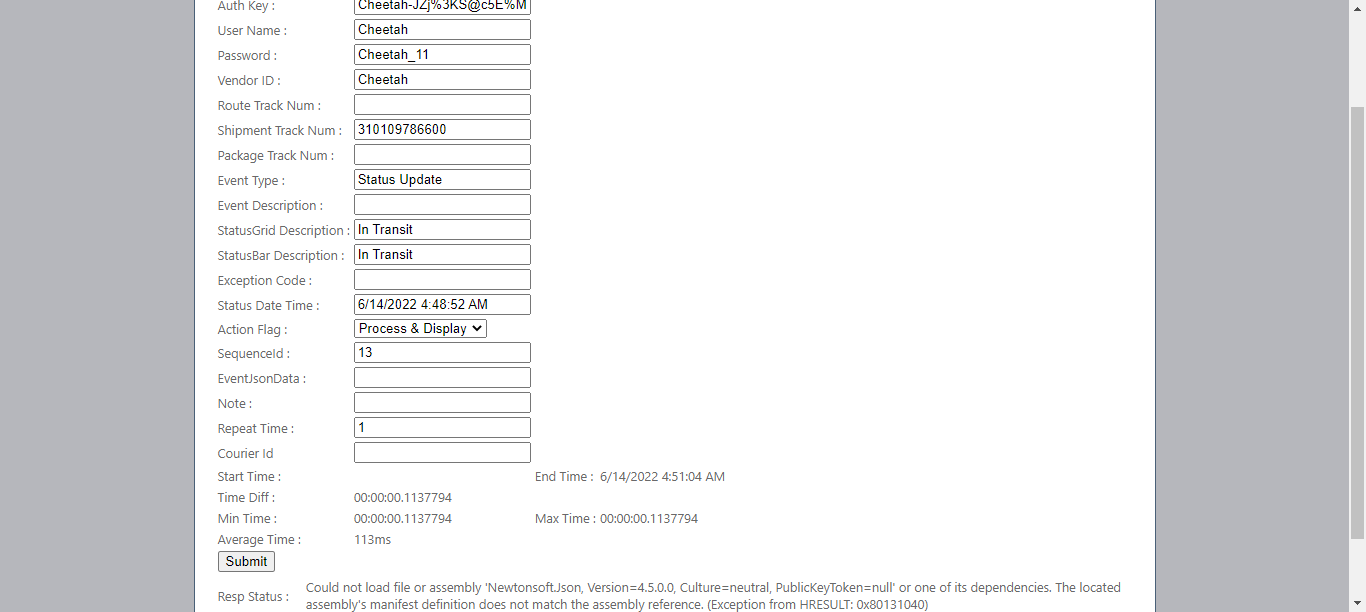 Auth Key : Cheetah-JZj%3KS@c5E%M
User Name : Cheetah
Password : Cheetah_11
Vendor ID : Cheetah
Route Track Num :
Shipment Track Num : 310109786600
Package Track Num :
Event Type : Status Update
Event Description :
StatusGrid Description : In Transit
StatusBar Description : In Transit
Exception Code :
Status Date Time : 6/14/2022 4:48:52 AM
Action Flag : Process & Display
SequenceId : 13
EventJsonData :
Note :
Repeat Time : 1
Courier Id
Start Time : End Time : 6/14/2022 4:51:04 AM
Time Diff : 00:00:00.1137794
Min Time : 00:00:00.1137794 Max Time : 00:00:00.1137794
Average Time : 113ms
Submit
Resp Status : Could not load file or assembly 'Newtonsoft.Json, Version=4.5.0.0, Culture=neutral, PublicKeyToken=null' or one of its dependencies. The located
assembly's manifest definition does not match the assembly reference. (Exception from HRESULT: 0x80131040)